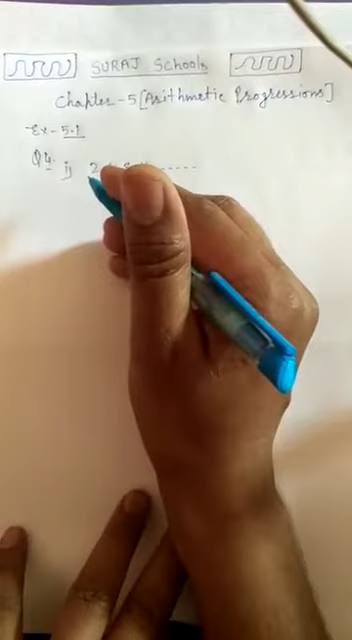 SURAJ Schools
Chapter-5 [Arithmetic Progressions]
Ex-5.1
Q4. i) 2